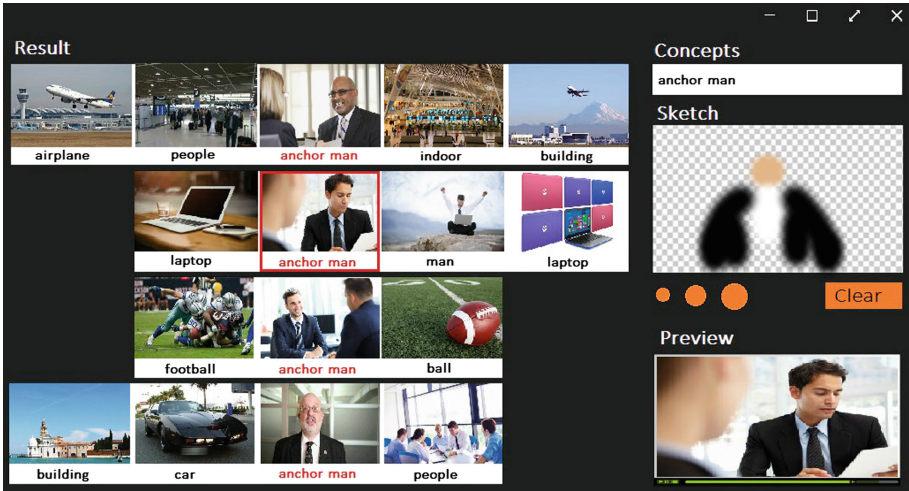 Result
Concepts
anchor man
Sketch
airplane
people
anchor man
indoor
building
laptop
anchor man
man
laptop
Clear
football
anchor man
ball
Preview
building
car
anchor man
people